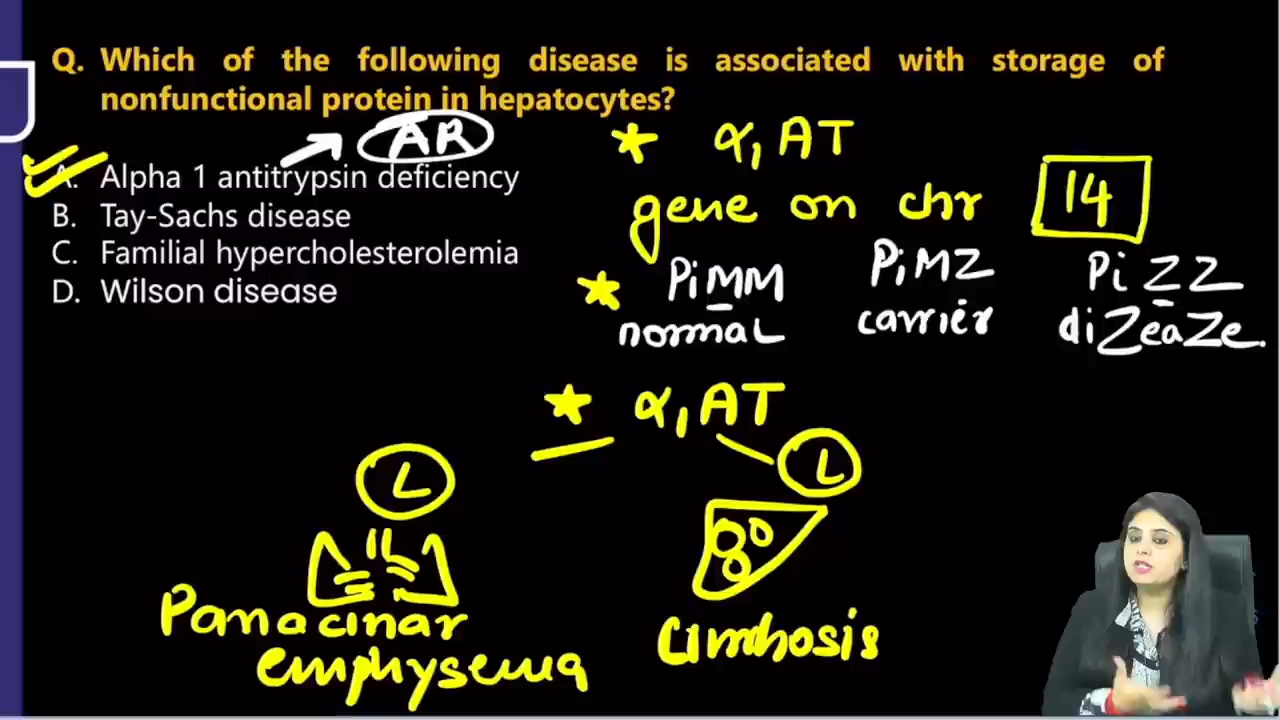 Q. Which of the following disease is associated with storage of
nonfunctional protein in hepatocytes?
AR
A. Alpha 1 antitrypsin deficiency
B. Tay-Sachs disease
C. Familial hypercholesterolemia
D. Wilson disease
α1 AT
gene on chr 14
PiMM PiMZ PiZZ
normal carrier diZeaZe.
α1 AT
L L
Panacinar
emphysema
Cirrhosis